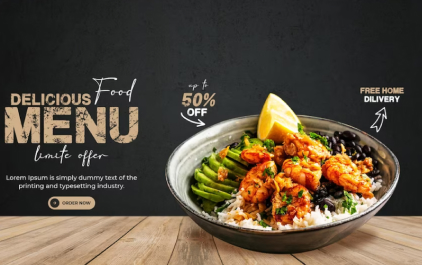 DELICIOUS Food
MENU
limite offer
Lorem Ipsum is simply dummy text of the
printing and typesetting industry.
ORDER NOW
up to
50%
OFF
FREE HOME
DILIVERY